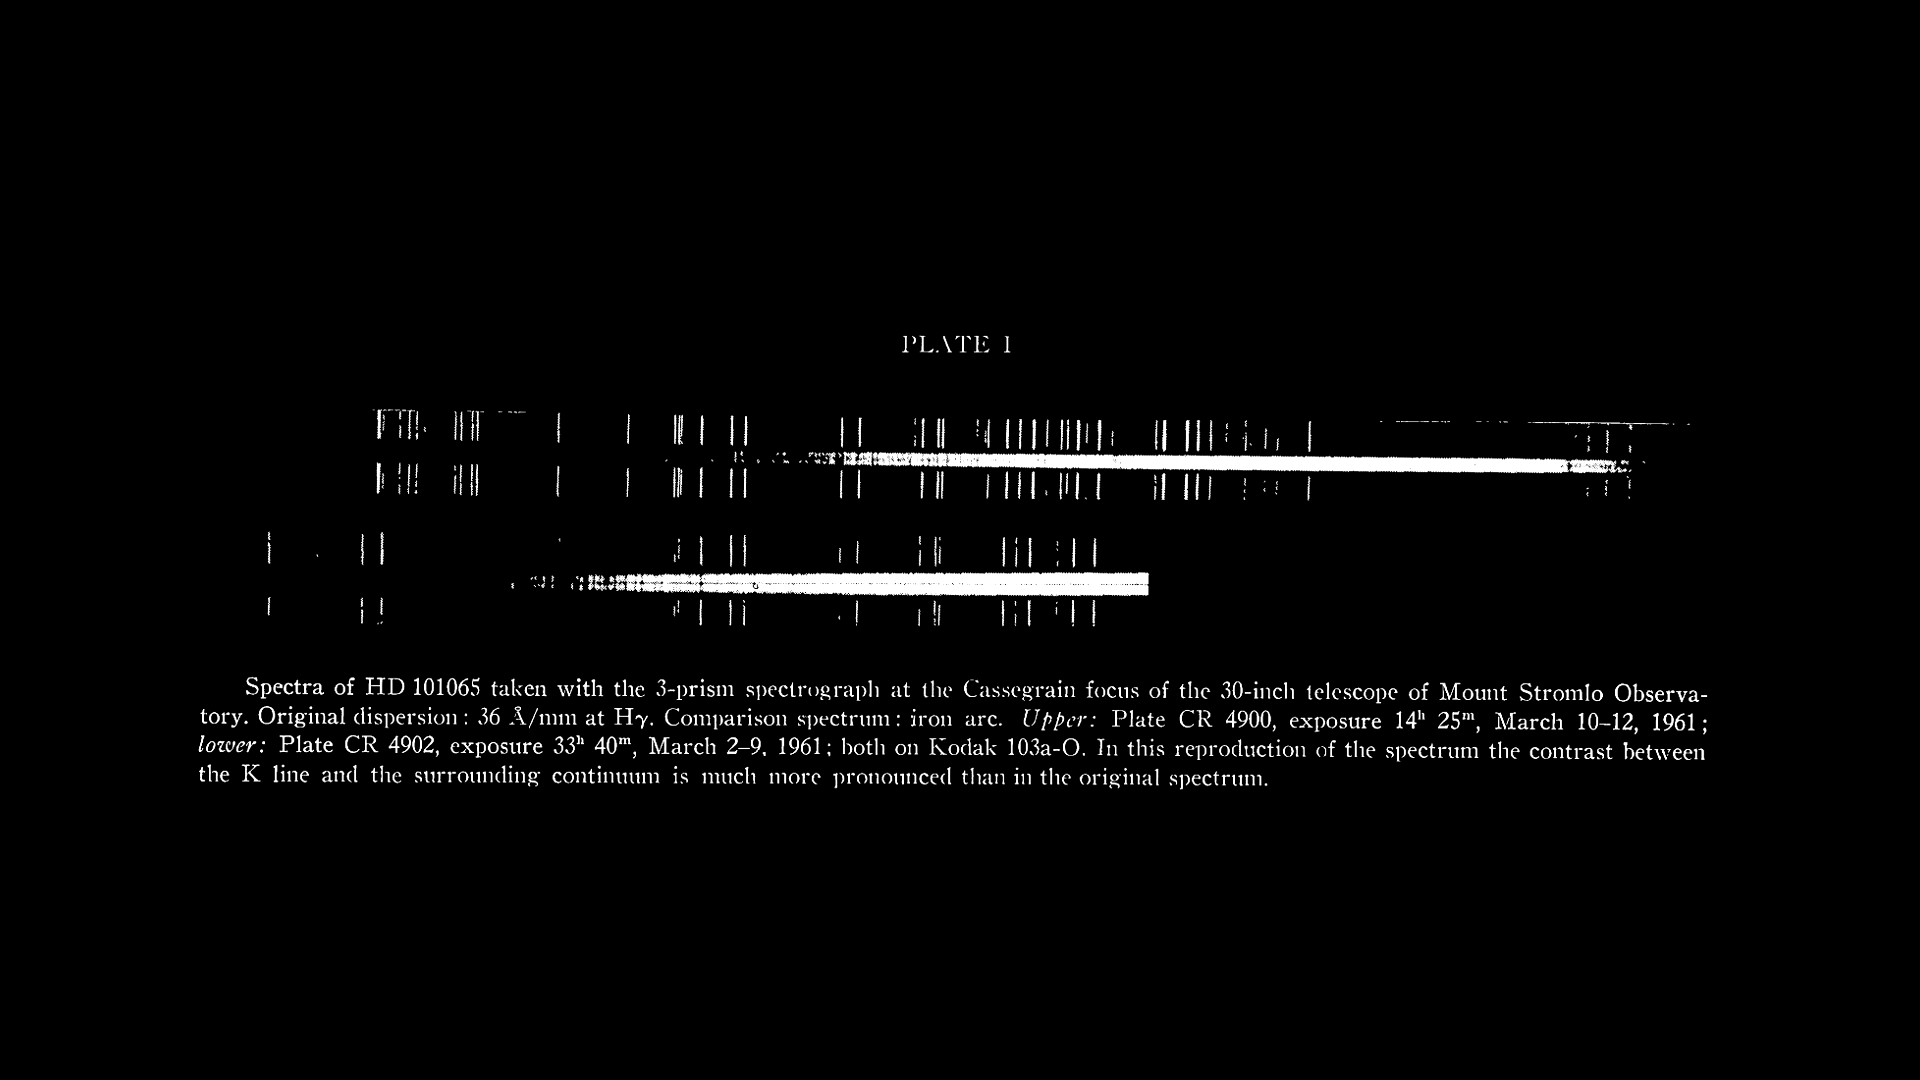 PLATE I
Spectra of HD 101065 taken with the 3-prism spectrograph at the Cassegrain focus of the 30-inch telescope of Mount Stromlo Observa-
tory. Original dispersion: 36 Å/mm at Hγ. Comparison spectrum: iron arc. Upper: Plate CR 4900, exposure 14ʰ 25ᵐ, March 10–12, 1961;
lower: Plate CR 4902, exposure 33ʰ 40ᵐ, March 2–9, 1961; both on Kodak 103a-O. In this reproduction of the spectrum the contrast between
the K line and the surrounding continuum is much more pronounced than in the original spectrum.